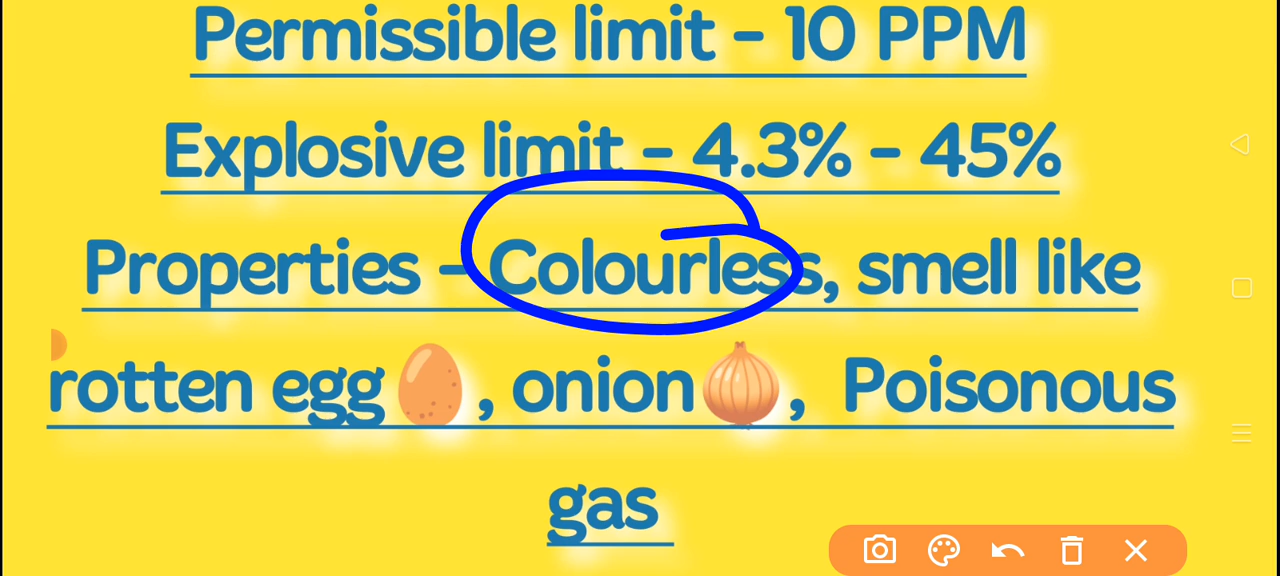 Permissible limit - 10 PPM
Explosive limit - 4.3% - 45%
Properties - Colourless, smell like
rotten egg🥚, onion🧅, Poisonous
gas